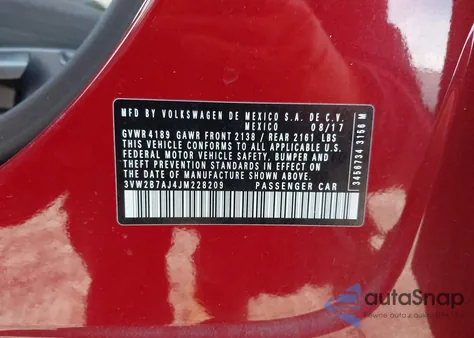 MFD BY VOLKSWAGEN DE MEXICO S.A. DE C.V.
MEXICO 08/17
GVWR 4189 GAWR FRONT 2138 / REAR 2161 LBS
THIS VEHICLE CONFORMS TO ALL APPLICABLE U.S.
FEDERAL MOTOR VEHICLE SAFETY, BUMPER AND
THEFT PREVENTION STANDARDS IN EFFECT ON THE
DATE OF MANUFACTURE SHOWN ABOVE.
3VW2B7AJ4JM228209 PASSENGER CAR
3456734 3156 M
autoSnap